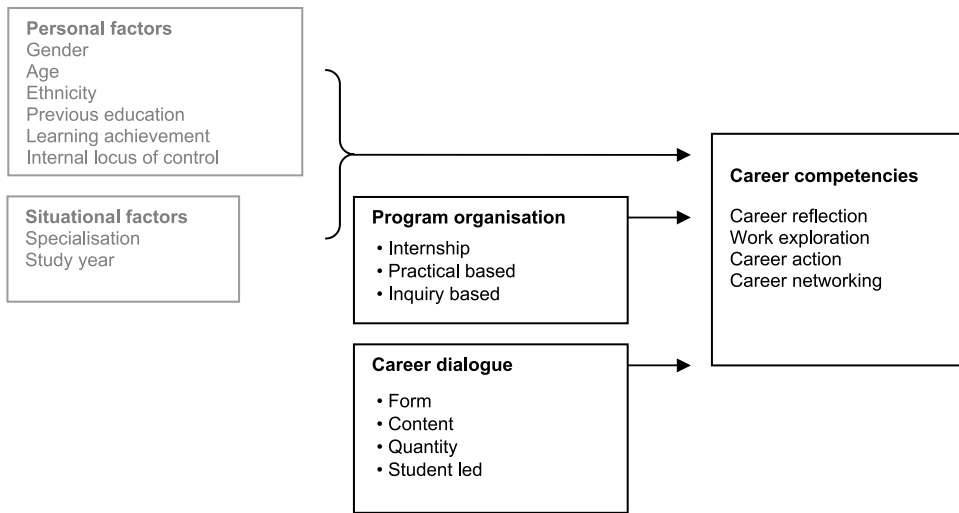 Personal factors
Gender
Age
Ethnicity
Previous education
Learning achievement
Internal locus of control
Situational factors
Specialisation
Study year
Program organisation
• Internship
• Practical based
• Inquiry based
Career dialogue
• Form
• Content
• Quantity
• Student led
Career competencies
Career reflection
Work exploration
Career action
Career networking